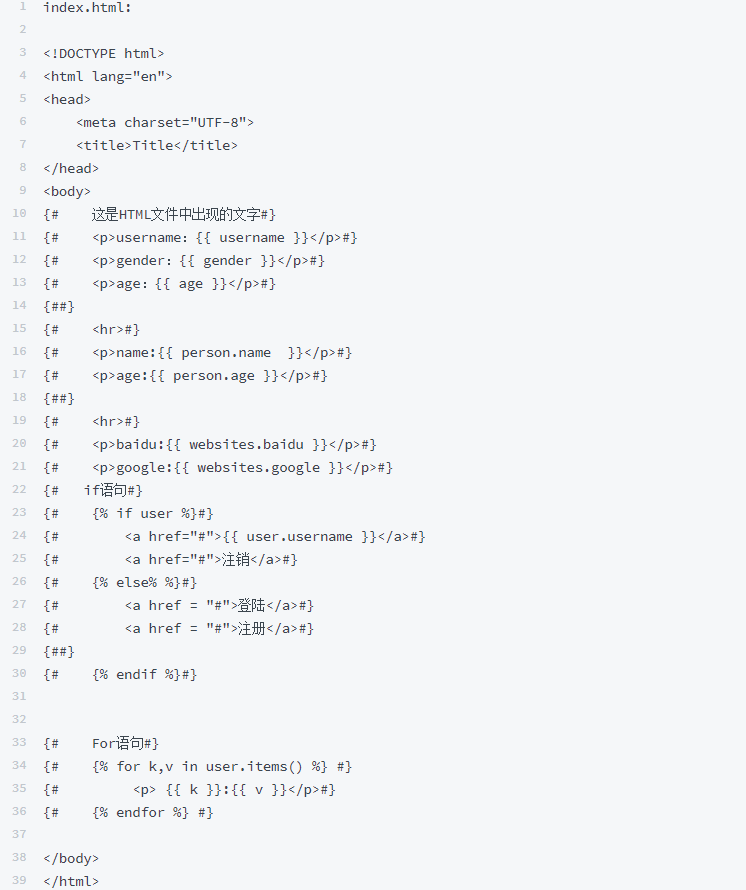 1 index.html:
2
3 <!DOCTYPE html>
4 <html lang="en">
5 <head>
6     <meta charset="UTF-8">
7     <title>Title</title>
8 </head>
9 <body>
10 {#    这是HTML文件中出现的文字#}
11 {#    <p>username：{{ username }}</p>#}
12 {#    <p>gender：{{ gender }}</p>#}
13 {#    <p>age：{{ age }}</p>#}
14 {##}
15 {#    <hr>#}
16 {#    <p>name:{{ person.name  }}</p>#}
17 {#    <p>age:{{ person.age }}</p>#}
18 {##}
19 {#    <hr>#}
20 {#    <p>baidu:{{ websites.baidu }}</p>#}
21 {#    <p>google:{{ websites.google }}</p>#}
22 {#   if语句#}
23 {#    {% if user %}#}
24 {#        <a href="#">{{ user.username }}</a>#}
25 {#        <a href="#">注销</a>#}
26 {#    {% else% %}#}
27 {#        <a href = "#">登陆</a>#}
28 {#        <a href = "#">注册</a>#}
29 {##}
30 {#    {% endif %}#}
31
32
33 {#    For语句#}
34 {#    {% for k,v in user.items() %} #}
35 {#         <p> {{ k }}:{{ v }}</p>#}
36 {#    {% endfor %} #}
37
38 </body>
39 </html>